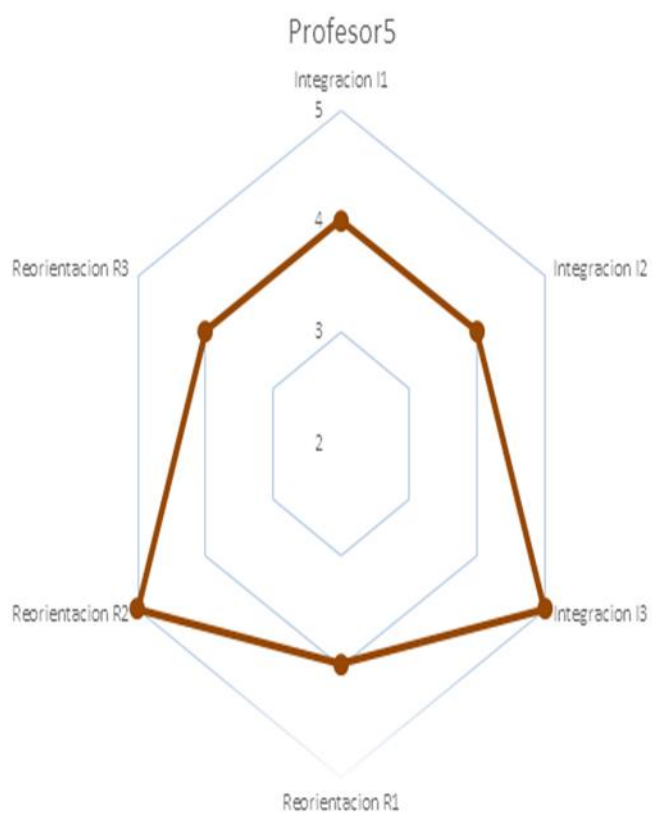 Profesor5
Integracion I1
5
4
Reorientacion R3
Integracion I2
3
2
Reorientacion R2
Integracion I3
Reorientacion R1